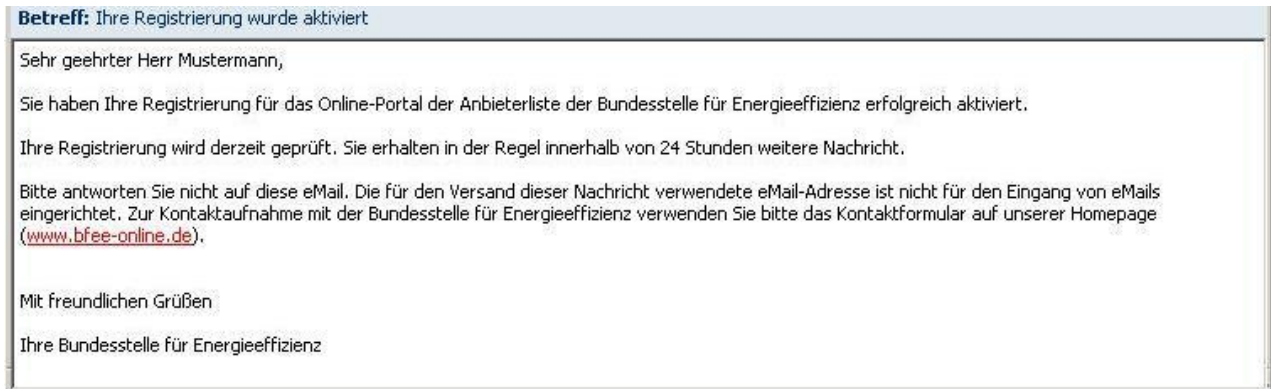 Betreff: Ihre Registrierung wurde aktiviert
Sehr geehrter Herr Mustermann,
Sie haben Ihre Registrierung für das Online-Portal der Anbieterliste der Bundesstelle für Energieeffizienz erfolgreich aktiviert.
Ihre Registrierung wird derzeit geprüft. Sie erhalten in der Regel innerhalb von 24 Stunden weitere Nachricht.
Bitte antworten Sie nicht auf diese eMail. Die für den Versand dieser Nachricht verwendete eMail-Adresse ist nicht für den Eingang von eMails
eingerichtet. Zur Kontaktaufnahme mit der Bundesstelle für Energieeffizienz verwenden Sie bitte das Kontaktformular auf unserer Homepage
(www.bfee-online.de).
Mit freundlichen Grüßen
Ihre Bundesstelle für Energieeffizienz